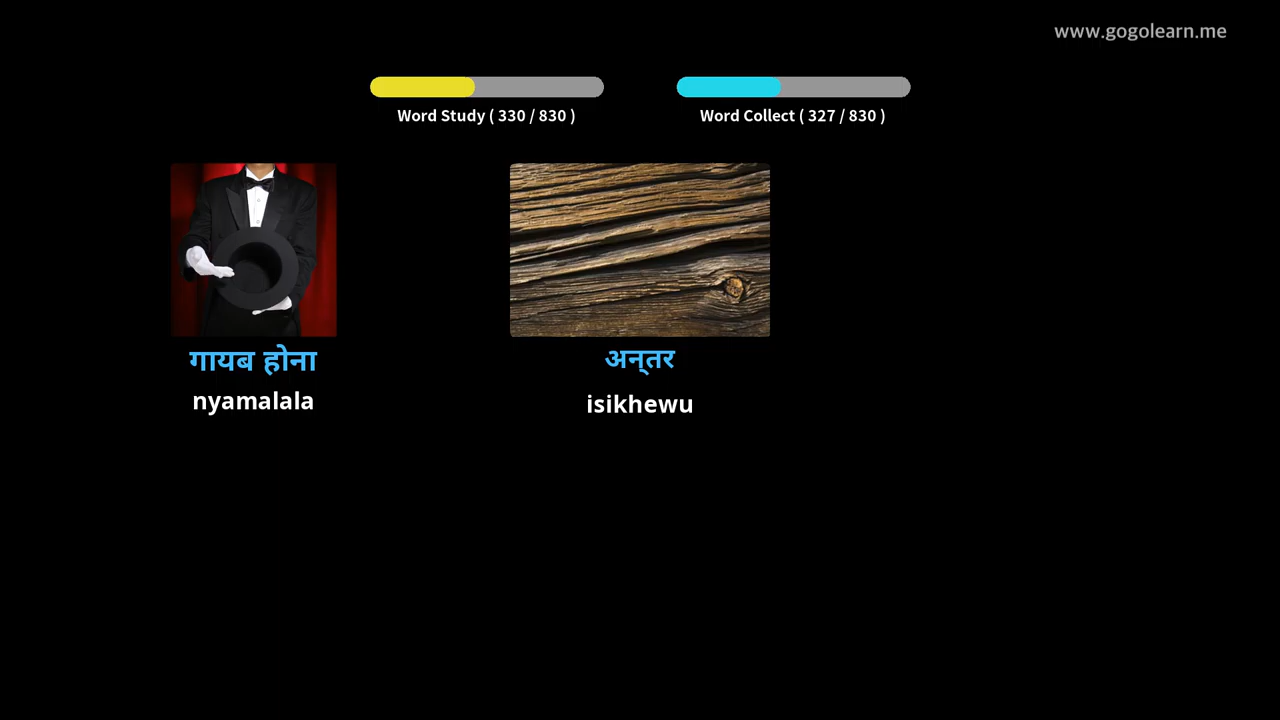 www.gogolearn.me
Word Study ( 330 / 830 )
Word Collect ( 327 / 830 )
गायब होना
nyamalala
अन्‌तर
isikhewu